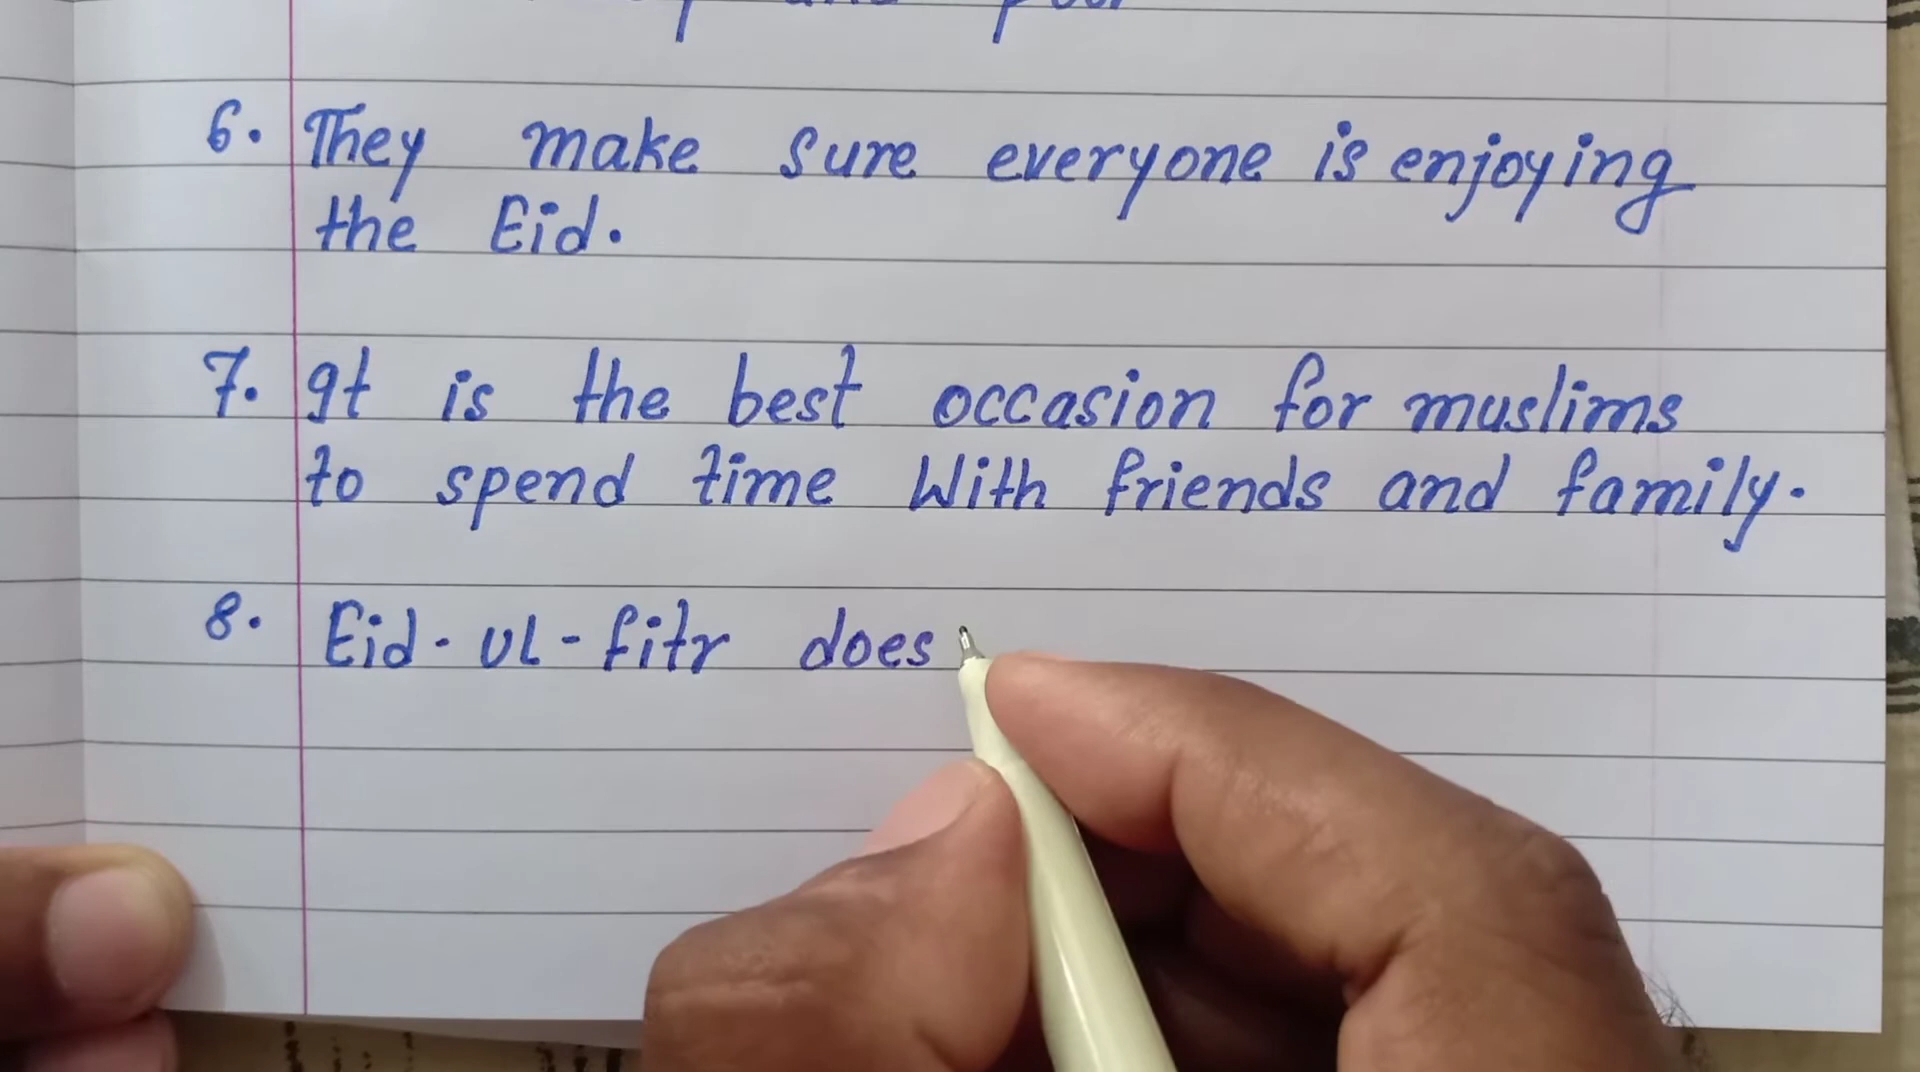 6. They make sure everyone is enjoying
the Eid.
7. It is the best occasion for muslims
to spend time With friends and family.
8. Eid-ul-fitr does